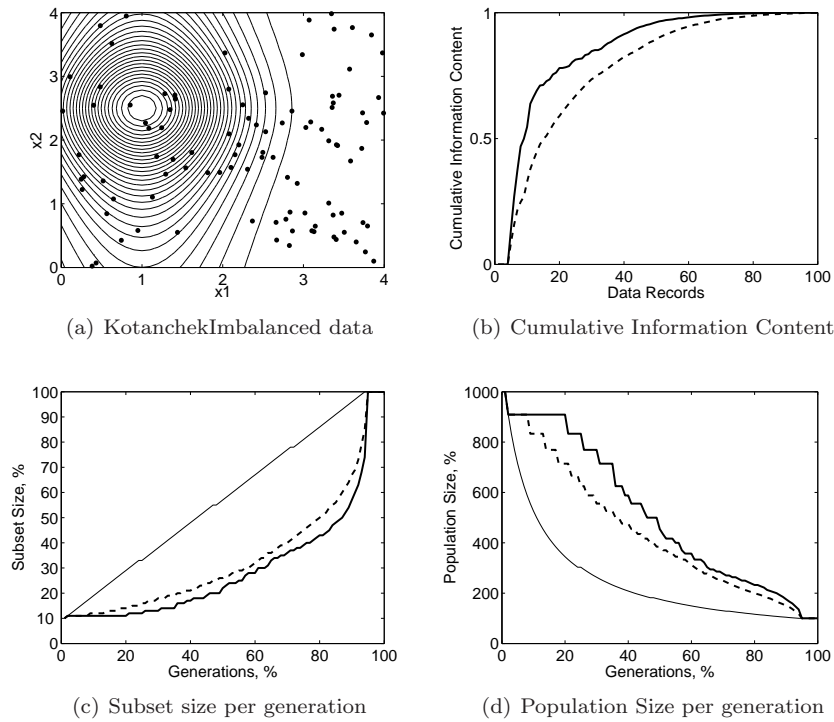 4
3
2
1
0
0 1 2 3 4
x2
x1
(a) KotanchekImbalanced data
1
0.5
0
0 20 40 60 80 100
Cumulative Information Content
Data Records
(b) Cumulative Information Content
100
90
80
70
60
50
40
30
20
10
0
0 20 40 60 80 100
Subset Size, %
Generations, %
(c) Subset size per generation
1000
800
600
400
200
0
0 20 40 60 80 100
Population Size, %
Generations, %
(d) Population Size per generation